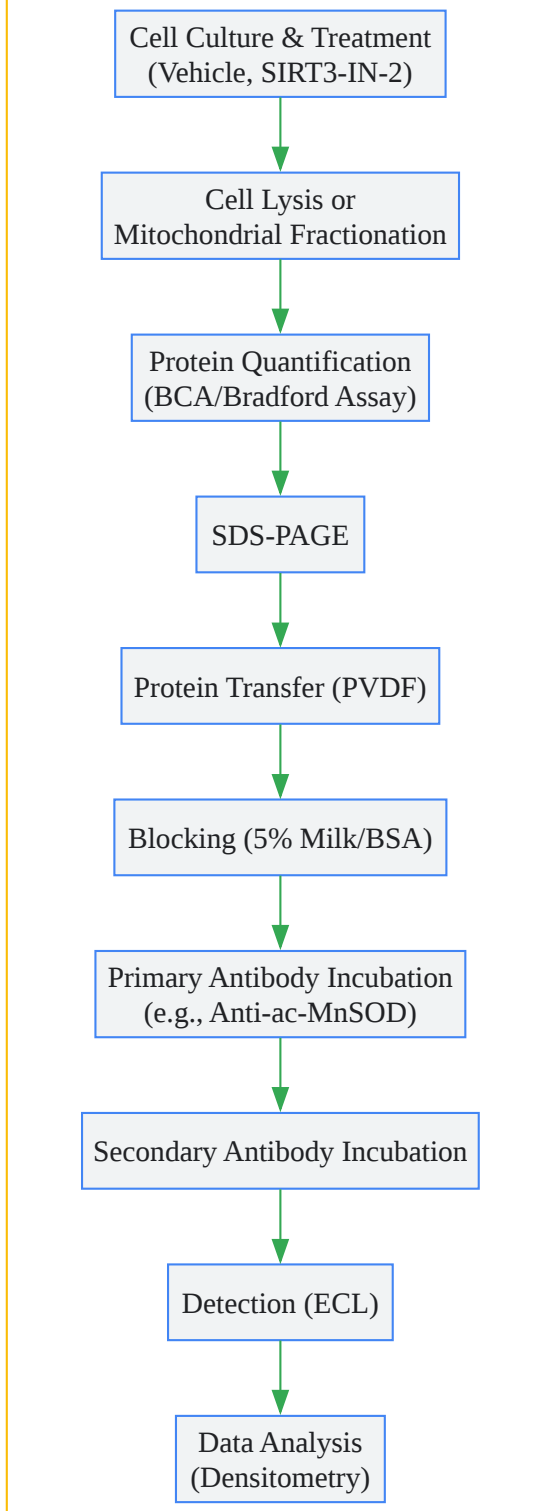 Cell Culture & Treatment
(Vehicle, SIRT3-IN-2)
Cell Lysis or
Mitochondrial Fractionation
Protein Quantification
(BCA/Bradford Assay)
SDS-PAGE
Protein Transfer (PVDF)
Blocking (5% Milk/BSA)
Primary Antibody Incubation
(e.g., Anti-ac-MnSOD)
Secondary Antibody Incubation
Detection (ECL)
Data Analysis
(Densitometry)